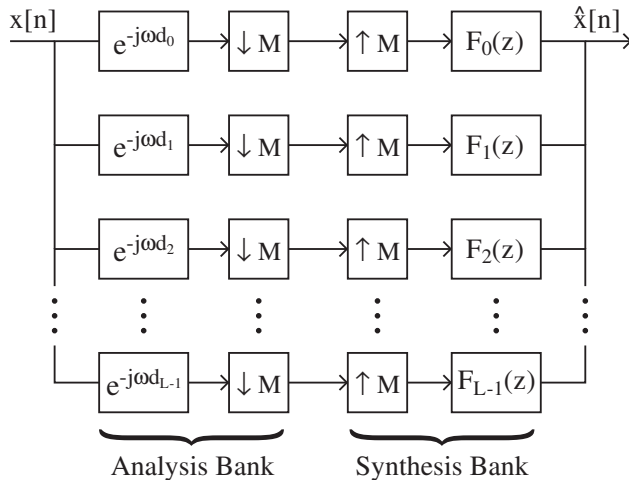 x[n] x̂[n]
e^{-jωd_0} ↓ M ↑ M F_0(z)
e^{-jωd_1} ↓ M ↑ M F_1(z)
e^{-jωd_2} ↓ M ↑ M F_2(z)
e^{-jωd_{L-1}} ↓ M ↑ M F_{L-1}(z)
Analysis Bank Synthesis Bank